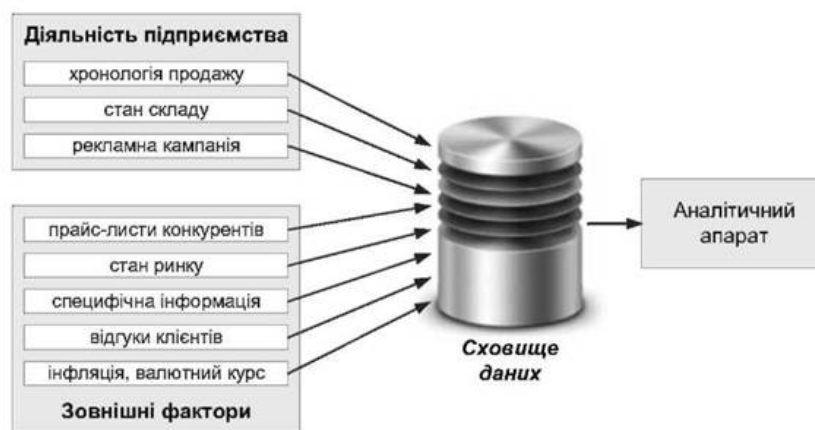 Діяльність підприємства
хронологія продажу
стан складу
рекламна кампанія
прайс-листи конкурентів
стан ринку
специфічна інформація
відгуки клієнтів
інфляція, валютний курс
Зовнішні фактори
Сховище
даних
Аналітичний
апарат